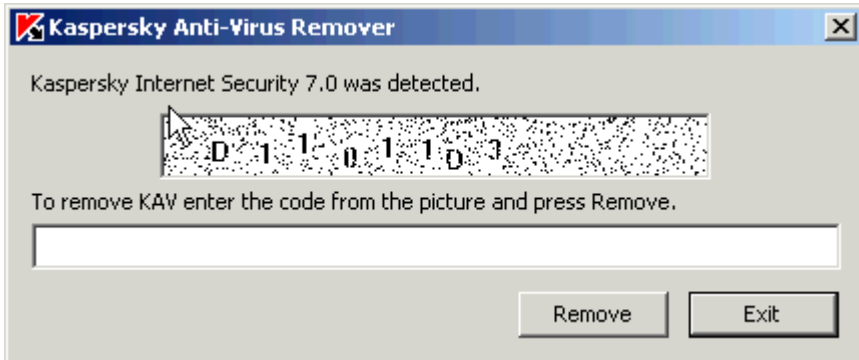 Kaspersky Anti-Virus Remover
Kaspersky Internet Security 7.0 was detected.
D11011D3
To remove KAV enter the code from the picture and press Remove.
Remove Exit